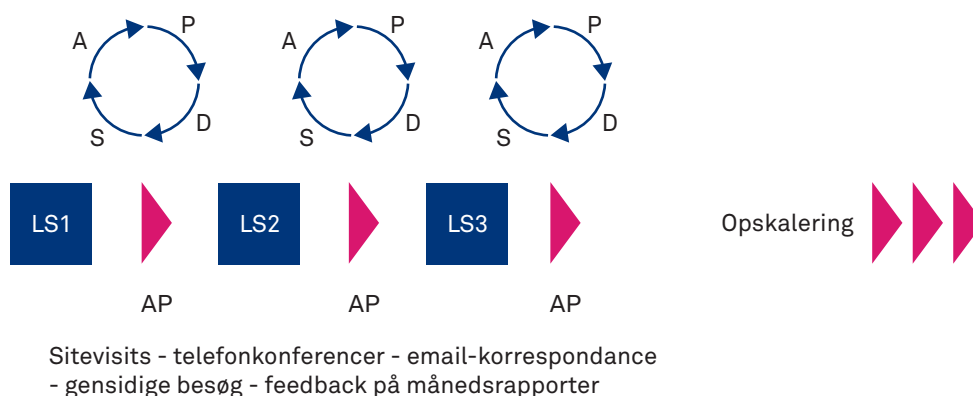 A P A P A P
S D S D S D
LS1 LS2 LS3 Opskalering
AP AP AP
Sitevisits - telefonkonferencer - email-korrespondance
- gensidige besøg - feedback på månedsrapporter